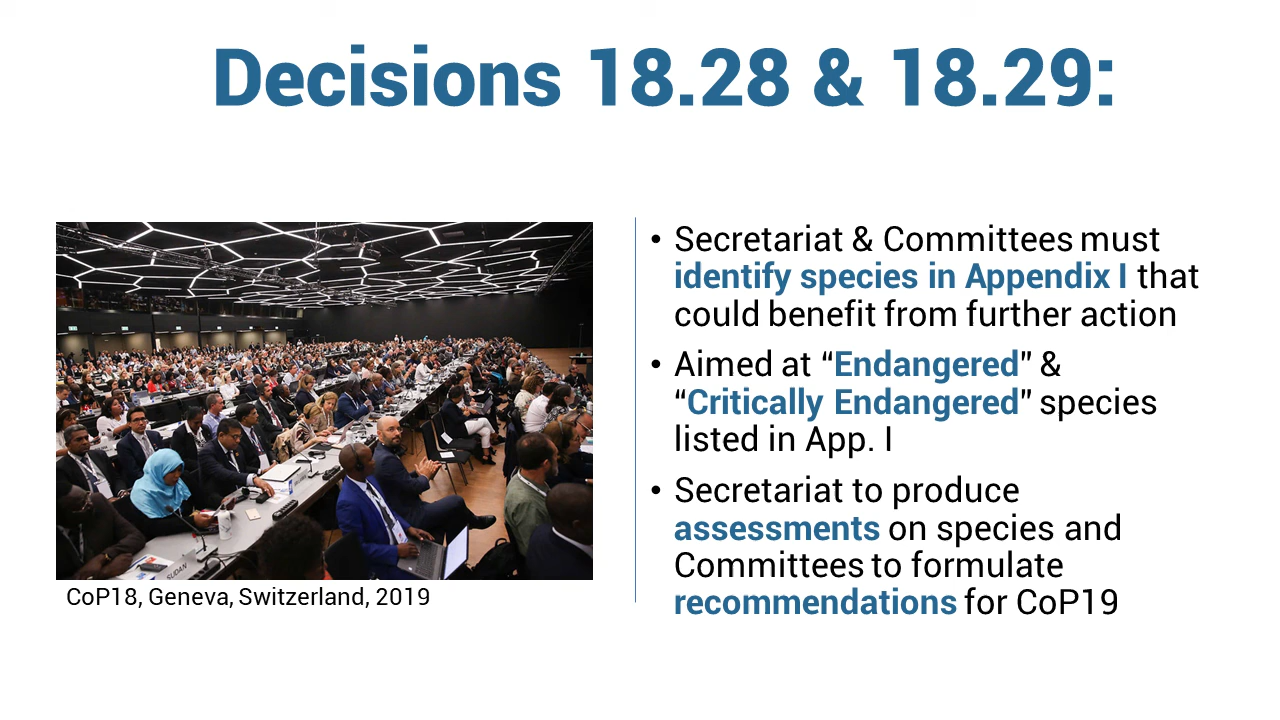 Decisions 18.28 & 18.29:
• Secretariat & Committees must
identify species in Appendix I that
could benefit from further action
• Aimed at “Endangered” &
“Critically Endangered” species
listed in App. I
• Secretariat to produce
assessments on species and
Committees to formulate
recommendations for CoP19
SUDAN
CoP18, Geneva, Switzerland, 2019